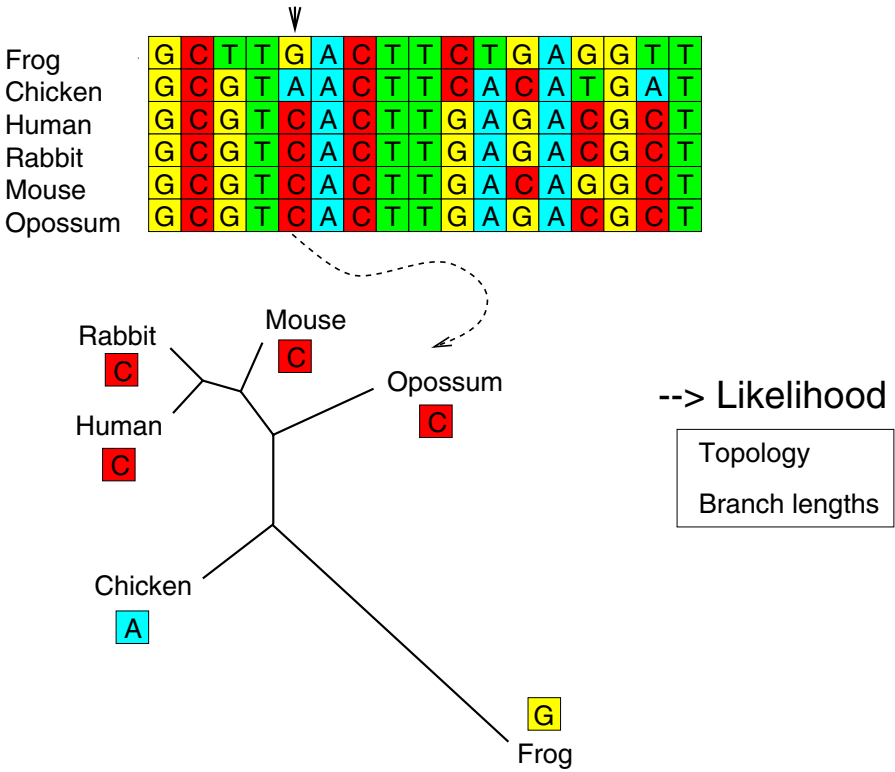 Frog G C T T G A C T T C T G A G G T T
Chicken G C G T A A C T T C A C A T G A T
Human G C G T C A C T T G A G A C G C T
Rabbit G C G T C A C T T G A G A C G C T
Mouse G C G T C A C T T G A C A G G C T
Opossum G C G T C A C T T G A G A C G C T
Mouse
C
Rabbit
C
Opossum
C
Human
C
--> Likelihood
Topology
Branch lengths
Chicken
A
G
Frog